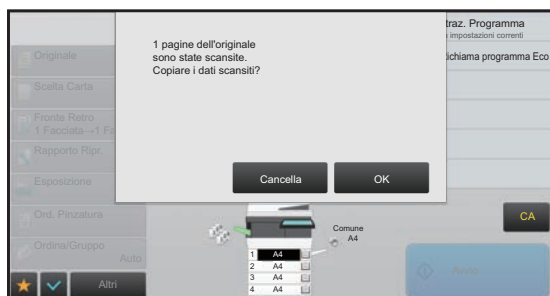 1 pagine dell'originale
sono state scansite.
Copiare i dati scansiti?
Cancella
OK
Originale
Scelta Carta
Fronte Retro
1 Facciata→1 Fa
Rapporto Ripr.
Esposizione
Ord. Pinzatura
Ordina/Gruppo
Auto
Altri
traz. Programma
impostazioni correnti
ichiama programma Eco
Comune
A4
1 A4
2 A4
3 A4
4 A4
CA